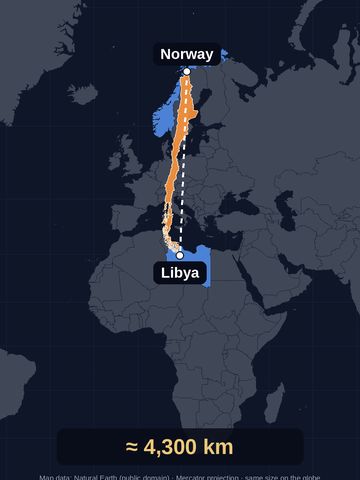 Norway
Libya
≈ 4,300 km
Map data: Natural Earth (public domain) · Mercator projection · same size on the globe